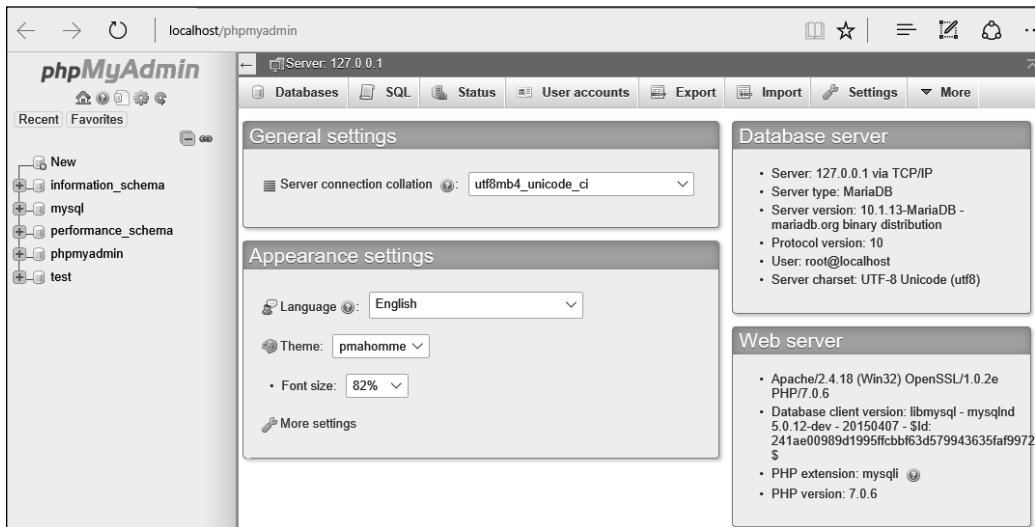 localhost/phpmyadmin
phpMyAdmin
Recent Favorites
New
information_schema
mysql
performance_schema
phpmyadmin
test
Server: 127.0.0.1
Databases SQL Status User accounts Export Import Settings More
General settings
Server connection collation : utf8mb4_unicode_ci
Appearance settings
Language : English
Theme: pmahomme
Font size: 82%
More settings
Database server
Server: 127.0.0.1 via TCP/IP
Server type: MariaDB
Server version: 10.1.13-MariaDB -
mariadb.org binary distribution
Protocol version: 10
User: root@localhost
Server charset: UTF-8 Unicode (utf8)
Web server
Apache/2.4.18 (Win32) OpenSSL/1.0.2e
PHP/7.0.6
Database client version: libmysql - mysqlnd
5.0.12-dev - 20150407 - $Id:
241ae00989d1995ffcbbf63d579943635faf9972
$
PHP extension: mysqli
PHP version: 7.0.6